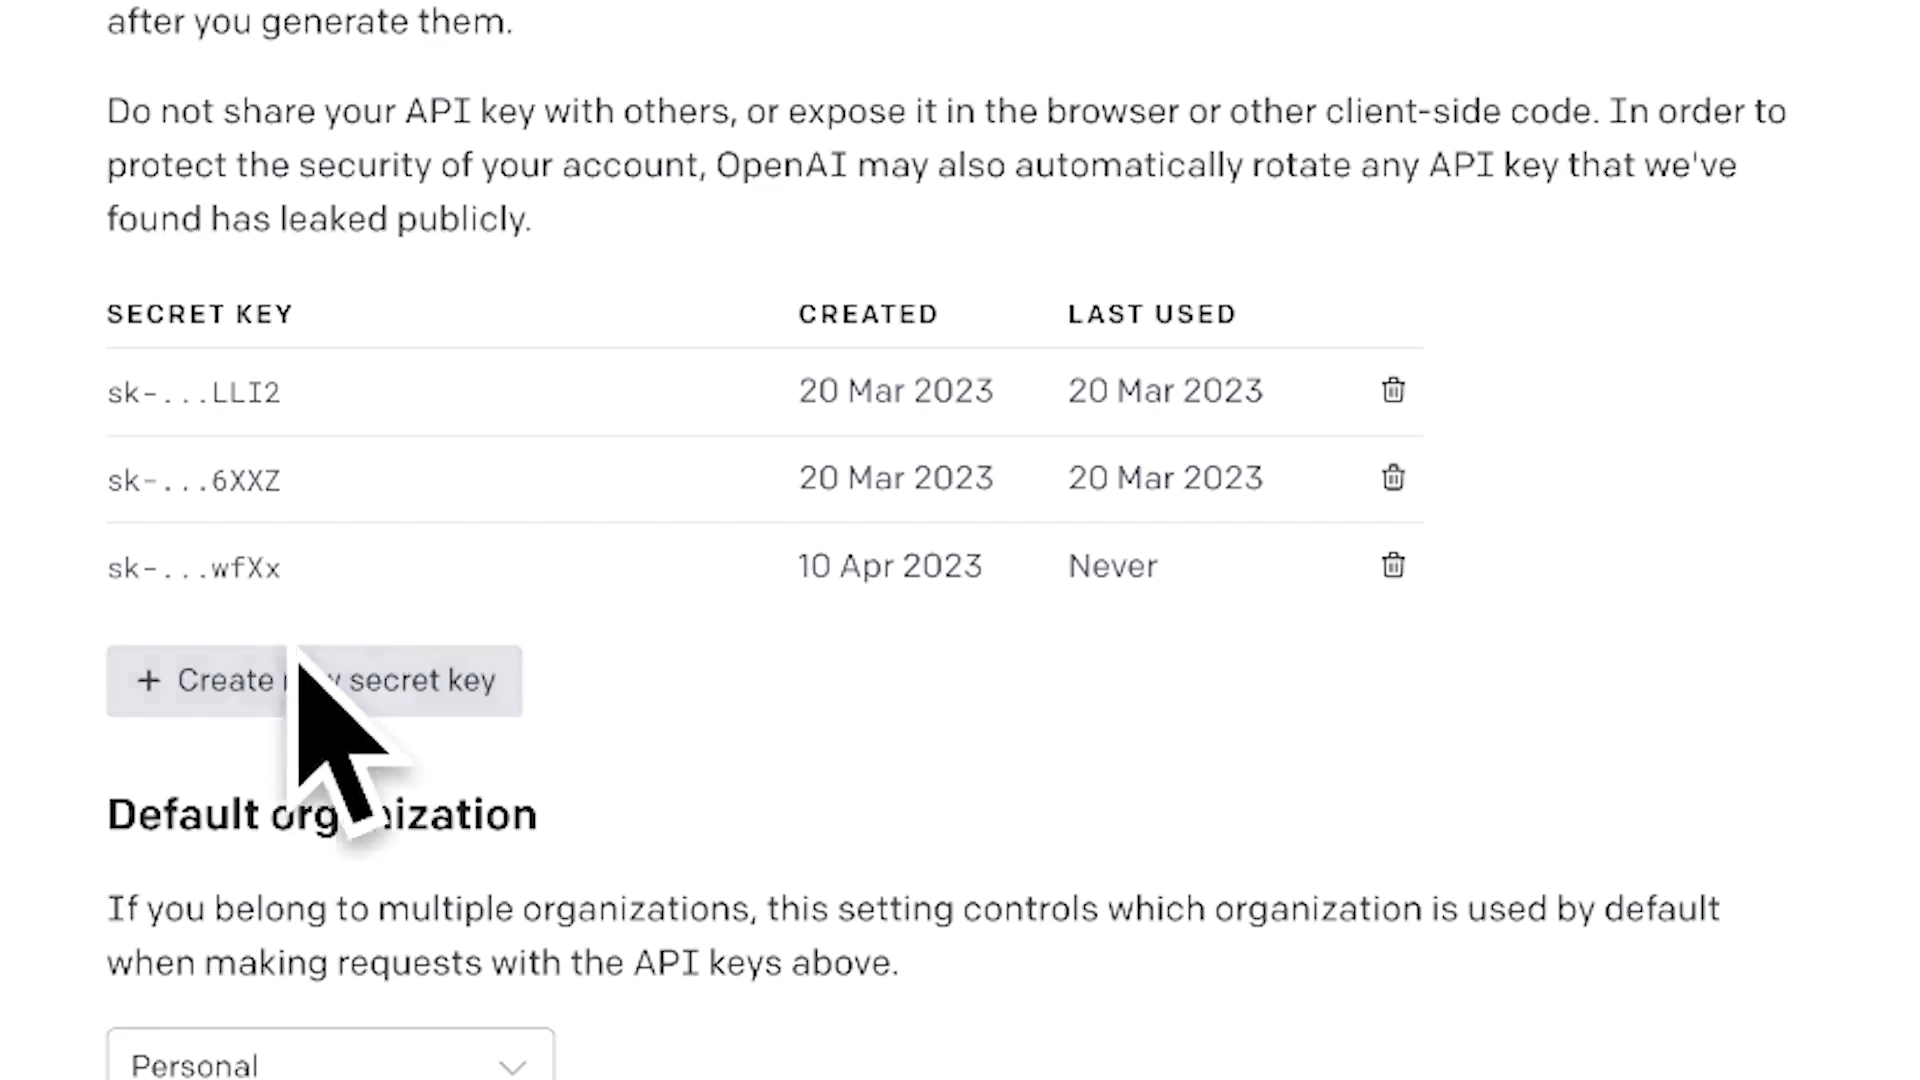 after you generate them.
Do not share your API key with others, or expose it in the browser or other client-side code. In order to
protect the security of your account, OpenAI may also automatically rotate any API key that we've
found has leaked publicly.
SECRET KEY CREATED LAST USED
sk-...LLI2 20 Mar 2023 20 Mar 2023
sk-...6XXZ 20 Mar 2023 20 Mar 2023
sk-...wfXx 10 Apr 2023 Never
+ Create secret key
Default
If you belong to multiple organizations, this setting controls which organization is used by default
when making requests with the API keys above.
Personal